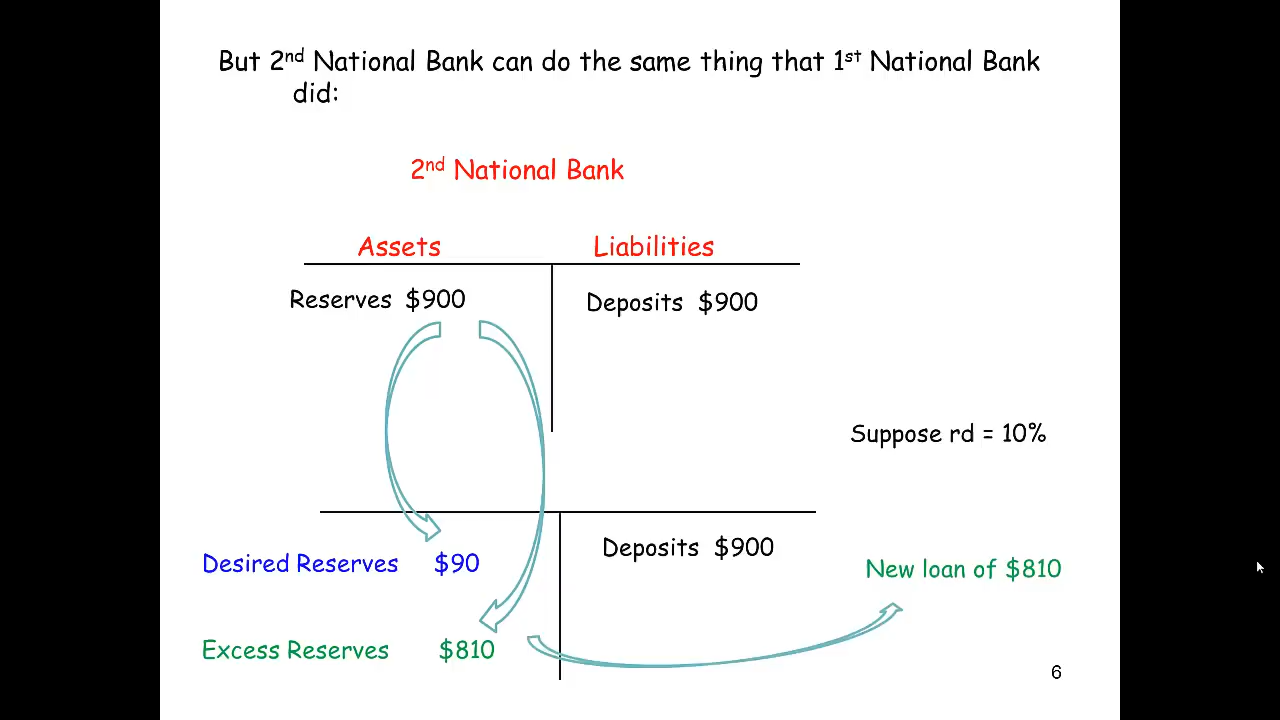 But 2nd National Bank can do the same thing that 1st National Bank
did:
2nd National Bank
Assets Liabilities
Reserves $900 Deposits $900
Suppose rd = 10%
Desired Reserves $90 Deposits $900
New loan of $810
Excess Reserves $810
6